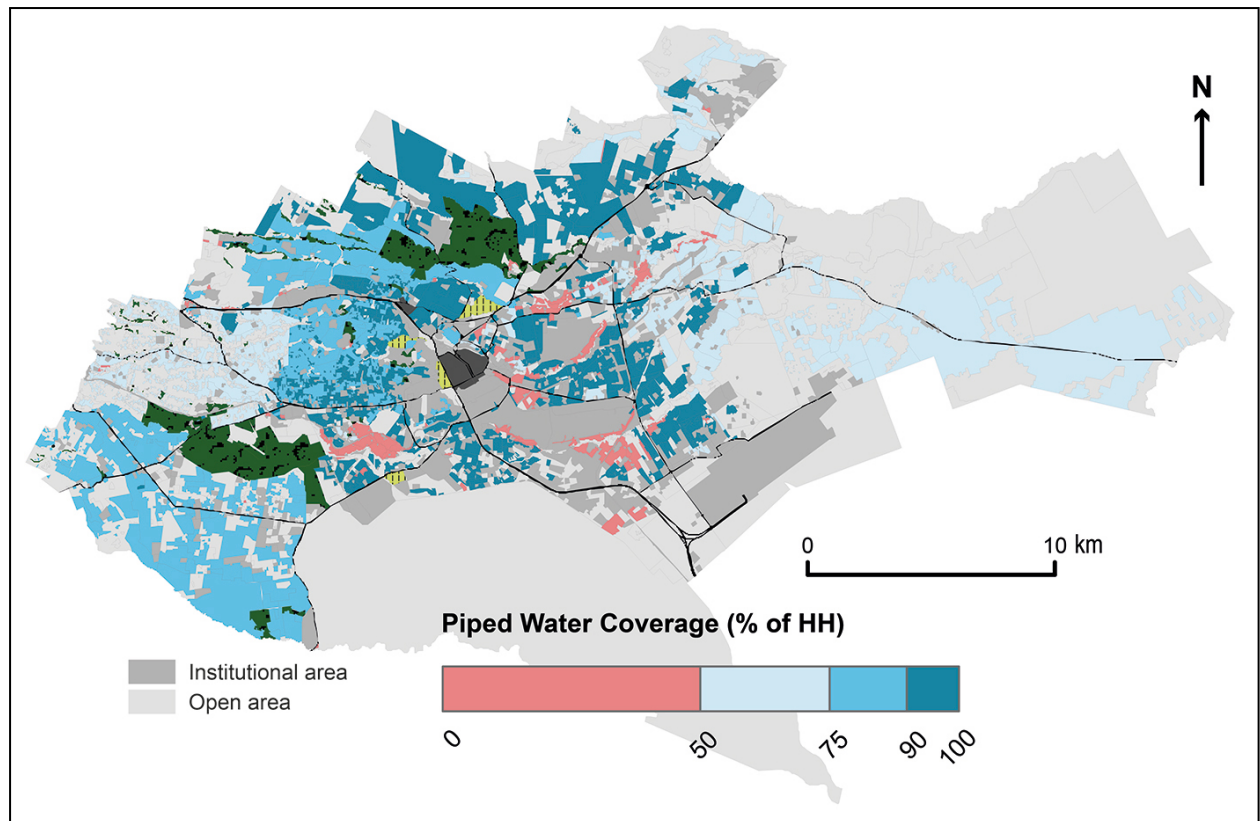 N
0
10 km
Piped Water Coverage (% of HH)
Institutional area
Open area
0
50
75
90
100